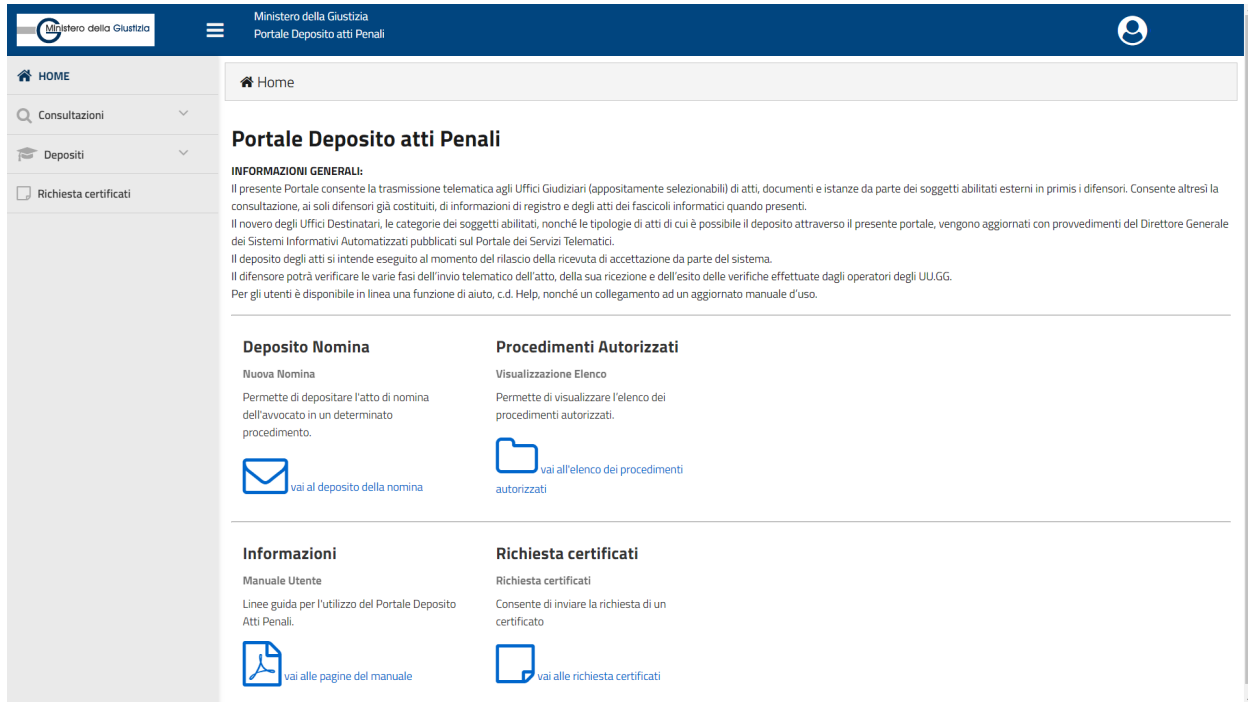 Ministero della Giustizia
Ministero della Giustizia
Portale Deposito atti Penali
HOME
Consultazioni
Depositi
Richiesta certificati
Home
Portale Deposito atti Penali
INFORMAZIONI GENERALI:
Il presente Portale consente la trasmissione telematica agli Uffici Giudiziari (appositamente selezionabili) di atti, documenti e istanze da parte dei soggetti abilitati esterni in primis i difensori. Consente altresì la
consultazione, ai soli difensori già costituiti, di informazioni di registro e degli atti dei fascicoli informatici quando presenti.
Il novero degli Uffici Destinatari, le categorie dei soggetti abilitati, nonché le tipologie di atti di cui è possibile il deposito attraverso il presente portale, vengono aggiornati con provvedimenti del Direttore Generale
dei Sistemi Informativi Automatizzati pubblicati sul Portale dei Servizi Telematici.
Il deposito degli atti si intende eseguito al momento del rilascio della ricevuta di accettazione da parte del sistema.
Il difensore potrà verificare le varie fasi dell'invio telematico dell'atto, della sua ricezione e dell'esito delle verifiche effettuate dagli operatori degli UU.GG.
Per gli utenti è disponibile in linea una funzione di aiuto, c.d. Help, nonché un collegamento ad un aggiornato manuale d'uso.
Deposito Nomina
Nuova Nomina
Permette di depositare l'atto di nomina
dell'avvocato in un determinato
procedimento.
vai al deposito della nomina
Procedimenti Autorizzati
Visualizzazione Elenco
Permette di visualizzare l'elenco dei
procedimenti autorizzati.
vai all'elenco dei procedimenti
autorizzati
Informazioni
Manuale Utente
Linee guida per l'utilizzo del Portale Deposito
Atti Penali.
vai alle pagine del manuale
Richiesta certificati
Richiesta certificati
Consente di inviare la richiesta di un
certificato
vai alle richiesta certificati